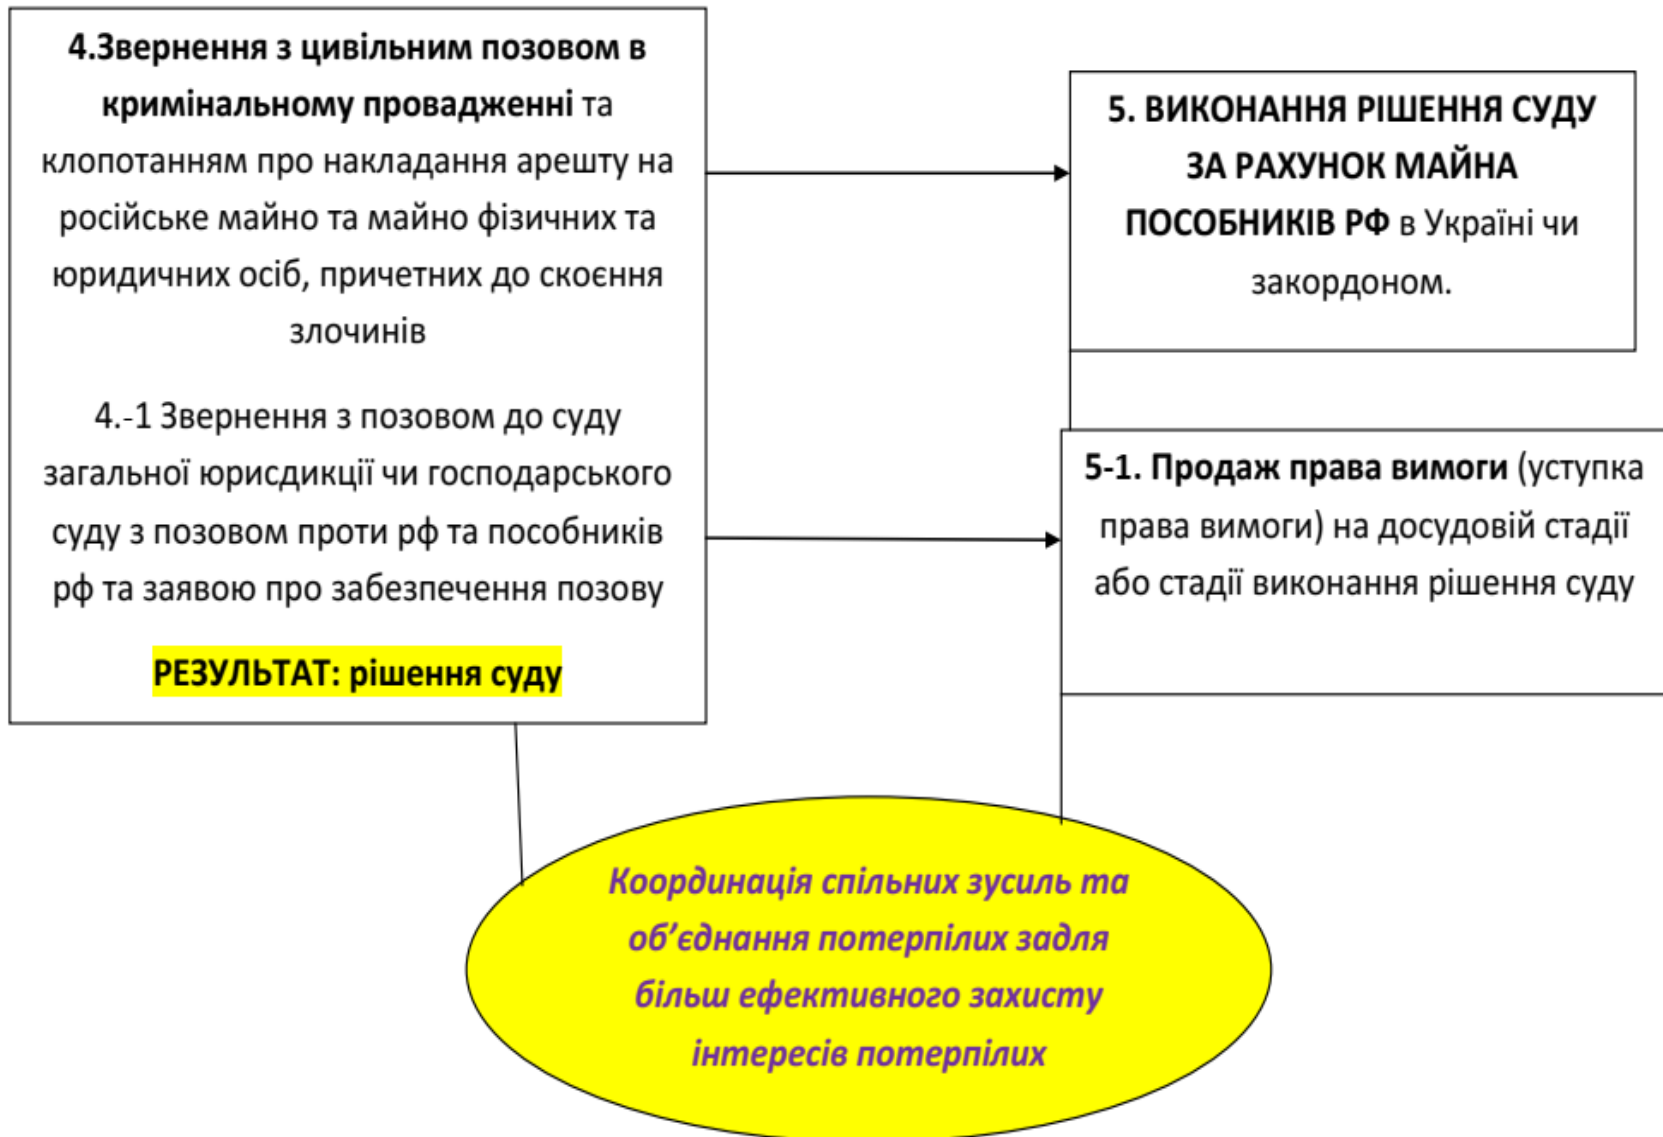 4.Звернення з цивільним позовом в
кримінальному провадженні та
клопотанням про накладання арешту на
російське майно та майно фізичних та
юридичних осіб, причетних до скоєння
злочинів
4.-1 Звернення з позовом до суду
загальної юрисдикції чи господарського
суду з позовом проти рф та пособників
рф та заявою про забезпечення позову
РЕЗУЛЬТАТ: рішення суду
5. ВИКОНАННЯ РІШЕННЯ СУДУ
ЗА РАХУНОК МАЙНА
ПОСОБНИКІВ РФ в Україні чи
закордоном.
5-1. Продаж права вимоги (уступка
права вимоги) на досудовій стадії
або стадії виконання рішення суду
Координація спільних зусиль та
об’єднання потерпілих задля
більш ефективного захисту
інтересів потерпілих